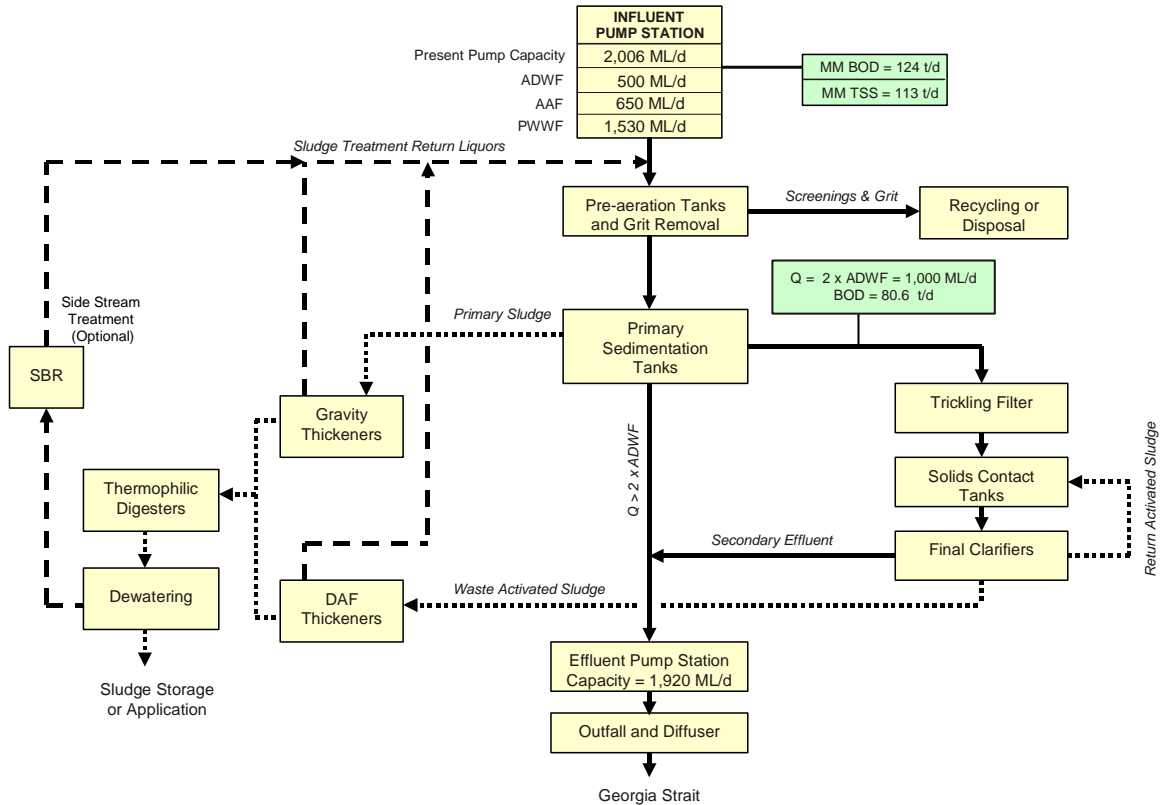 INFLUENT
PUMP STATION
Present Pump Capacity
2,006 ML/d
ADWF
500 ML/d
AAF
650 ML/d
PWWF
1,530 ML/d
MM BOD = 124 t/d
MM TSS = 113 t/d
Sludge Treatment Return Liquors
Pre-aeration Tanks
and Grit Removal
Screenings & Grit
Recycling or
Disposal
Q = 2 x ADWF = 1,000 ML/d
BOD = 80.6 t/d
Side Stream
Treatment
(Optional)
SBR
Primary Sludge
Primary
Sedimentation
Tanks
Gravity
Thickeners
Trickling Filter
Q > 2 x ADWF
Thermophilic
Digesters
Solids Contact
Tanks
Return Activated Sludge
Secondary Effluent
Final Clarifiers
Dewatering
DAF
Thickeners
Waste Activated Sludge
Sludge Storage
or Application
Effluent Pump Station
Capacity = 1,920 ML/d
Outfall and Diffuser
Georgia Strait